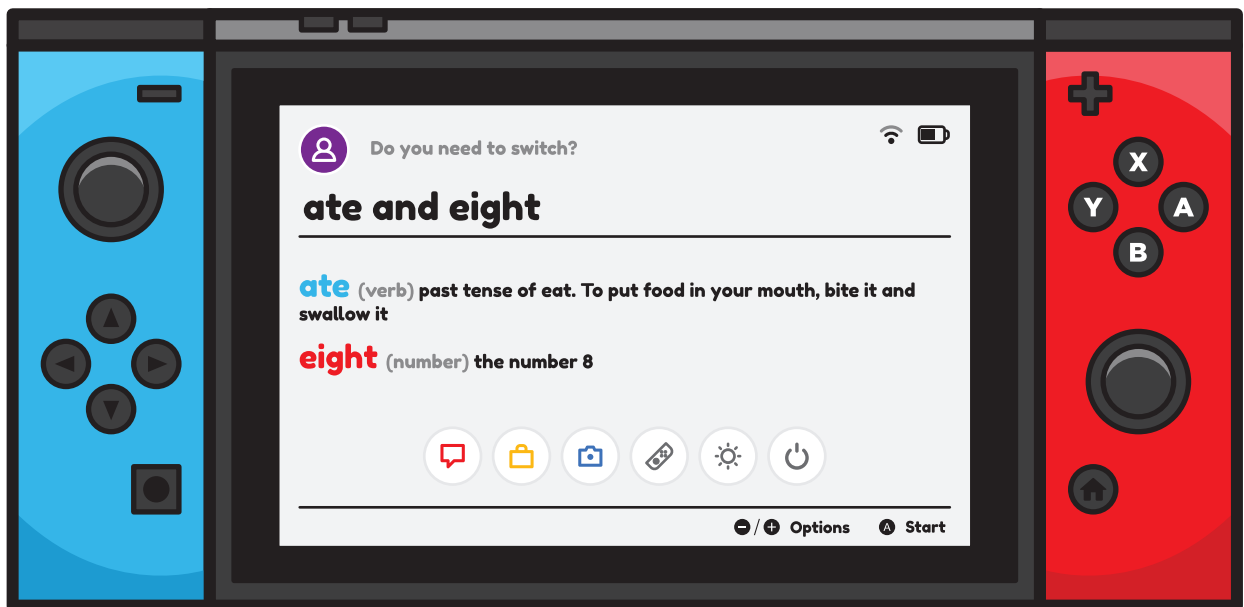 Do you need to switch?
ate and eight
ate (verb) past tense of eat. To put food in your mouth, bite it and
swallow it
eight (number) the number 8
X
Y A
B
-/+ Options A Start